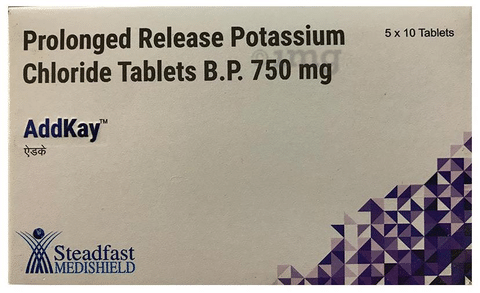 Prolonged Release Potassium
Chloride Tablets B.P. 750 mg
5 x 10 Tablets
AddKay™
ऐडके
Steadfast
MEDISHIELD